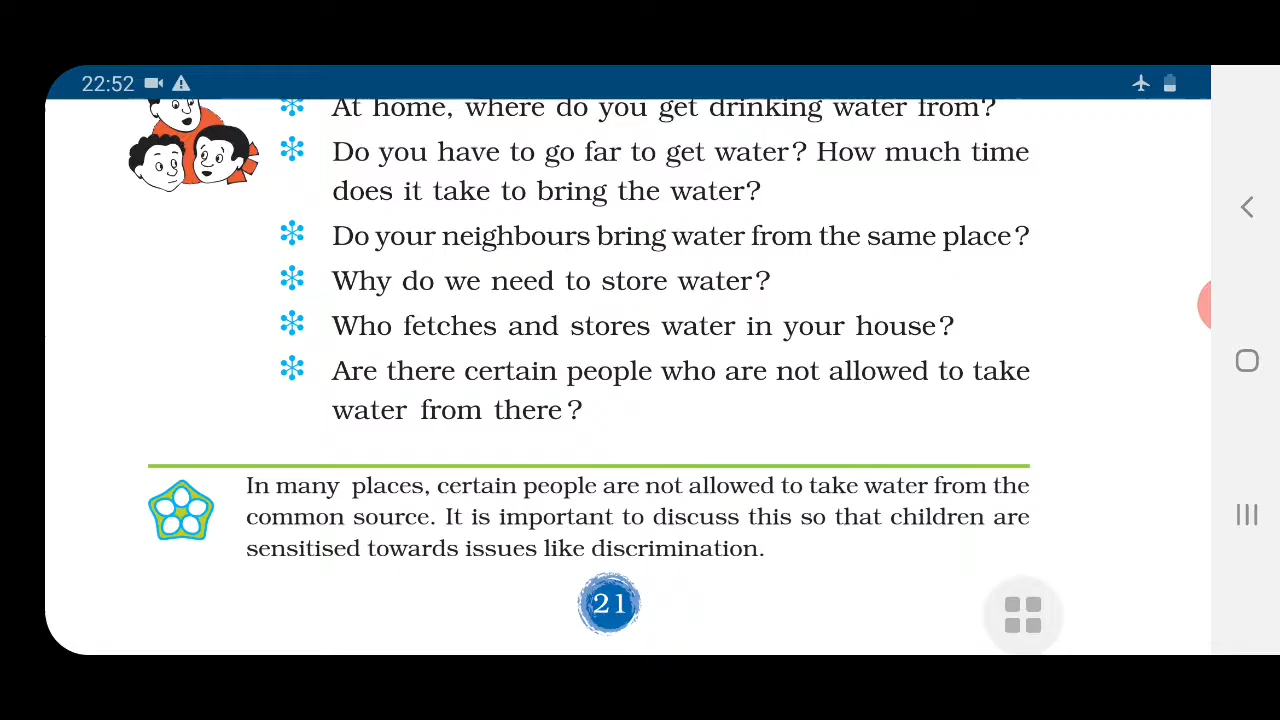 22:52
At home, where do you get drinking water from?
Do you have to go far to get water? How much time
does it take to bring the water?
Do your neighbours bring water from the same place?
Why do we need to store water?
Who fetches and stores water in your house?
Are there certain people who are not allowed to take
water from there?
In many places, certain people are not allowed to take water from the
common source. It is important to discuss this so that children are
sensitised towards issues like discrimination.
21